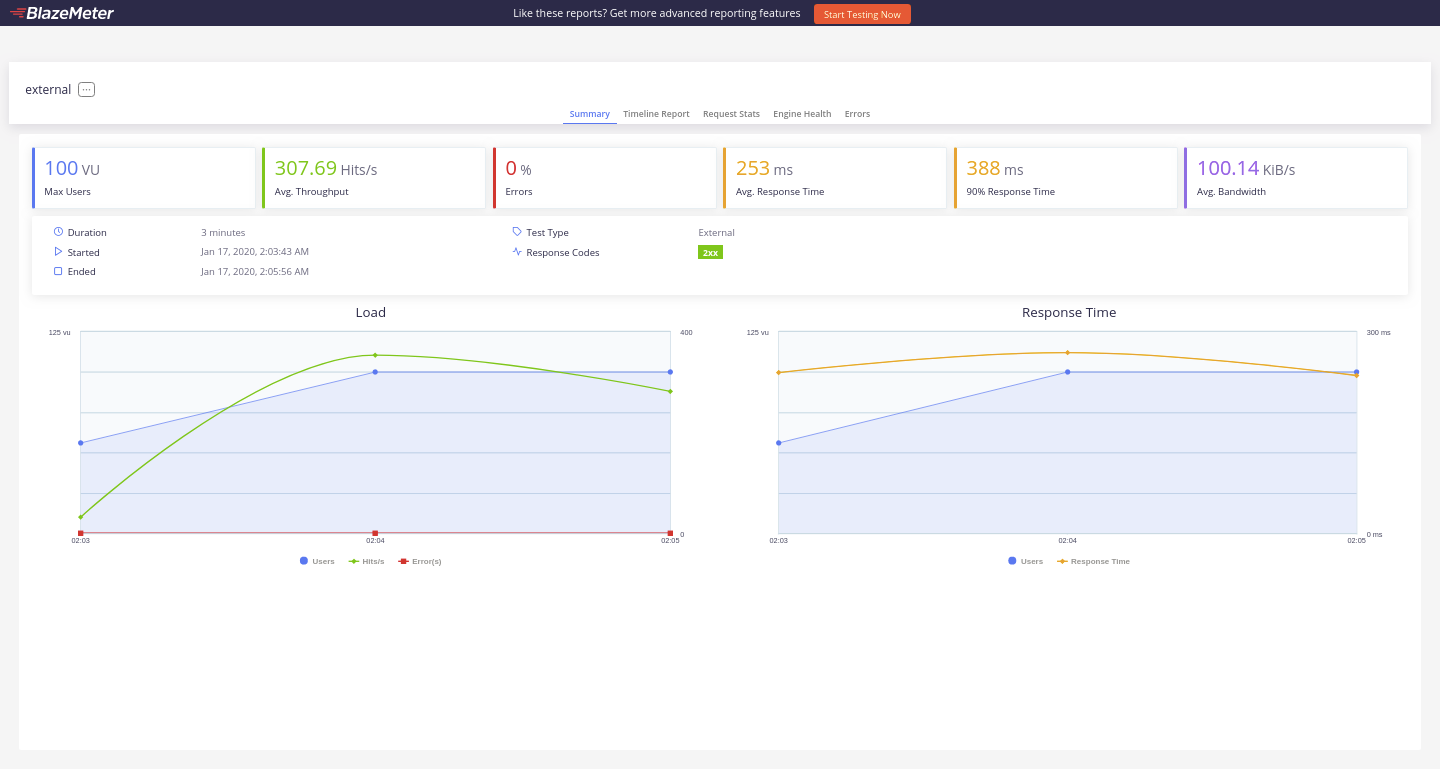 BlazeMeter
Like these reports? Get more advanced reporting features
Start Testing Now
external
Summary Timeline Report Request Stats Engine Health Errors
100 VU
Max Users
307.69 Hits/s
Avg. Throughput
0 %
Errors
253 ms
Avg. Response Time
388 ms
90% Response Time
100.14 KiB/s
Avg. Bandwidth
Duration 3 minutes
Started Jan 17, 2020, 2:03:43 AM
Ended Jan 17, 2020, 2:05:56 AM
Test Type External
Response Codes 2xx
Load
125 vu
400
0
02:03 02:04 02:05
Users Hits/s Error(s)
Response Time
125 vu
300 ms
0 ms
02:03 02:04 02:05
Users Response Time